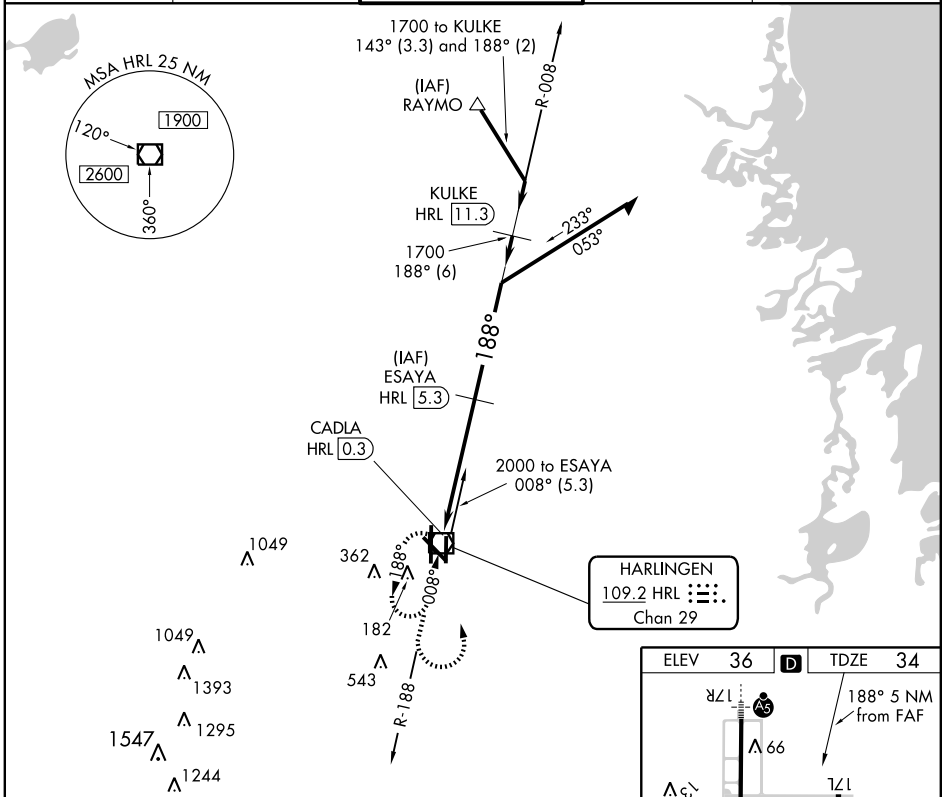 1700 to KULKE
143° (3.3) and 188° (2)
MSA HRL 25 NM
1900
120°
2600
360°
(IAF)
RAYMO
R-008
KULKE
HRL 11.3
233°
053°
1700
188° (6)
188°
(IAF)
ESAYA
HRL 5.3
CADLA
HRL 0.3
2000 to ESAYA
008° (5.3)
1049
362
188°
008°
182
HARLINGEN
109.2 HRL
Chan 29
1049
1393
543
R-188
1295
1547
1244
ELEV 36 D TDZE 34
17R
A5
188° 5 NM
from FAF
66
17L